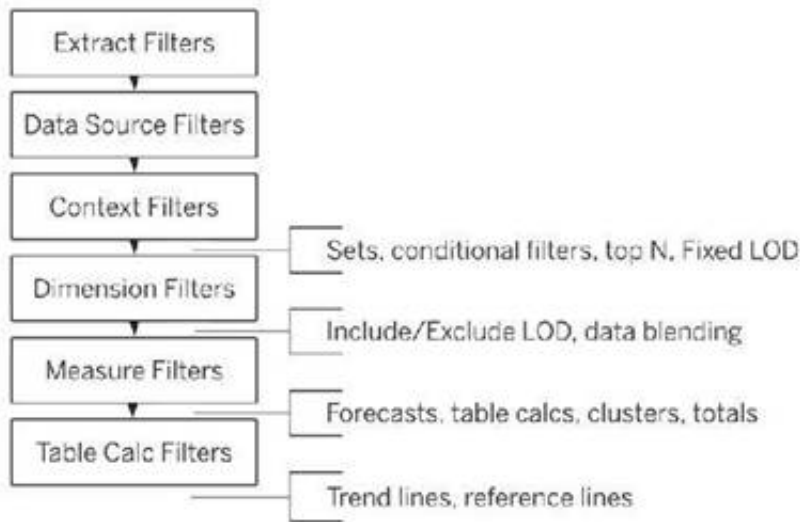 Extract Filters
Data Source Filters
Context Filters
Sets, conditional filters, top N, Fixed LOD
Dimension Filters
Include/Exclude LOD, data blending
Measure Filters
Forecasts, table calcs, clusters, totals
Table Calc Filters
Trend lines, reference lines